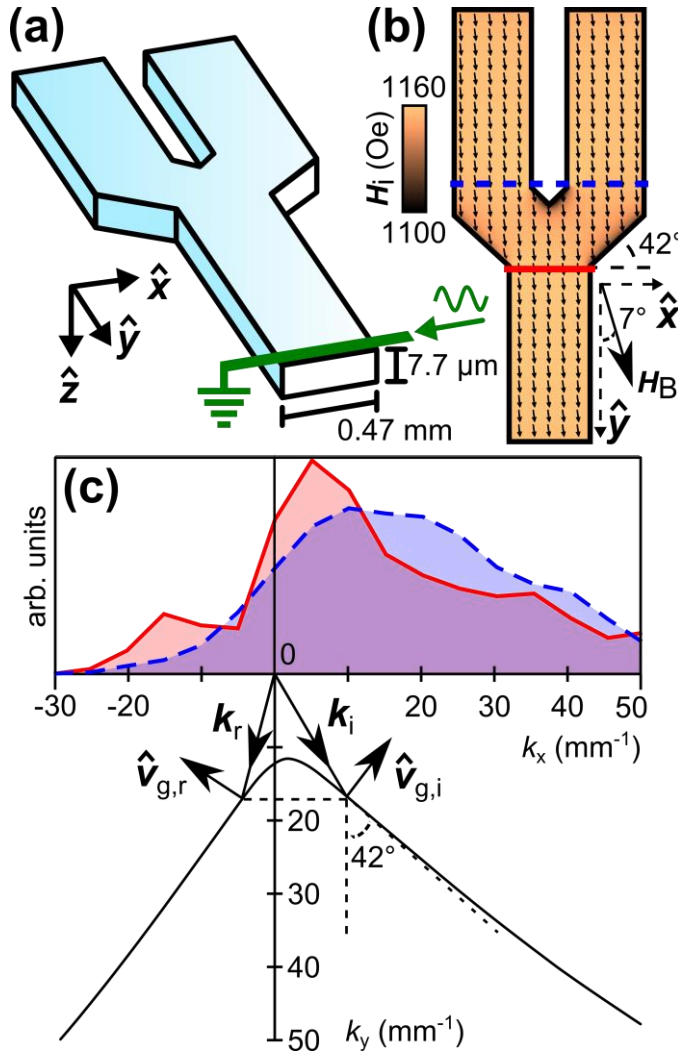 (a)
x̂
ŷ
ẑ
7.7 μm
0.47 mm
(b)
1160
H_i (Oe)
1100
42°
x̂
7°
H_B
ŷ
(c)
arb. units
0
-30 -20 0 10 20 30 40 50
k_x (mm⁻¹)
k_r
k_i
v̂_g,r
v̂_g,i
20
42°
30
40
50
k_y (mm⁻¹)